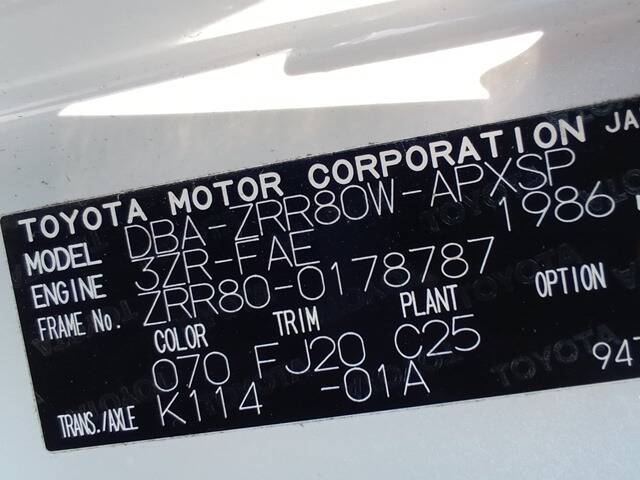 TOYOTA MOTOR CORPORATION JA
MODEL DBA-ZRR80W-APXSP
ENGINE 3ZR-FAE 1986
FRAME No. ZRR80-0178787
COLOR TRIM PLANT OPTION
070 FJ20 C25
TRANS./AXLE K114 -01A 947